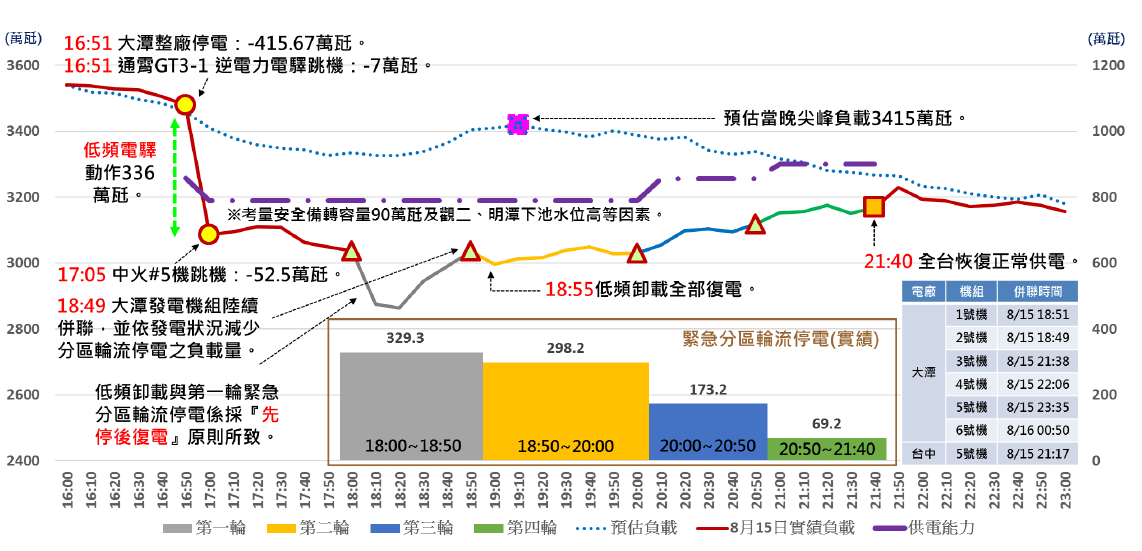 (萬瓩)
(萬瓩)
16:51 大潭整廠停電：-415.67萬瓩。
16:51 通霄GT3-1 逆電力電驛跳機：-7萬瓩。
3600
3400
3200
3000
2800
2600
2400
1200
1000
800
600
400
200
0
預估當晚尖峰負載3415萬瓩。
低頻電驛
動作336
萬瓩。
※考量安全備轉容量90萬瓩及觀二、明潭下池水位高等因素。
17:05 中火#5機跳機：-52.5萬瓩。
18:49 大潭發電機組陸續
併聯，並依發電狀況減少
分區輪流停電之負載量。
18:55低頻卸載全部復電。
21:40 全台恢復正常供電。
低頻卸載與第一輪緊急
分區輪流停電係採『先
停後復電』原則所致。
緊急分區輪流停電(實績)
329.3
298.2
173.2
69.2
18:00~18:50
18:50~20:00
20:00~20:50
20:50~21:40
電廠 機組 併聯時間
大潭 1號機 8/15 18:51
2號機 8/15 18:49
3號機 8/15 21:38
4號機 8/15 22:06
5號機 8/15 23:35
6號機 8/16 00:50
台中 5號機 8/15 21:17
16:00 16:10 16:20 16:30 16:40 16:50 17:00 17:10 17:20 17:30 17:40 17:50 18:00 18:10 18:20 18:30 18:40 18:50 19:00 19:10 19:20 19:30 19:40 19:50 20:00 20:10 20:20 20:30 20:40 20:50 21:00 21:10 21:20 21:30 21:40 21:50 22:00 22:10 22:20 22:30 22:40 22:50 23:00
第一輪 第二輪 第三輪 第四輪 預估負載 8月15日實績負載 供電能力